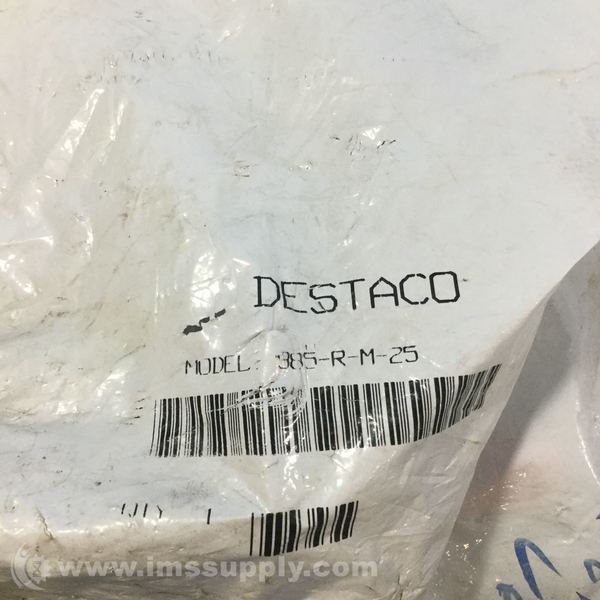 DESTACO
MODEL: 385-R-M-25
QTY 1
www.imssupply.com